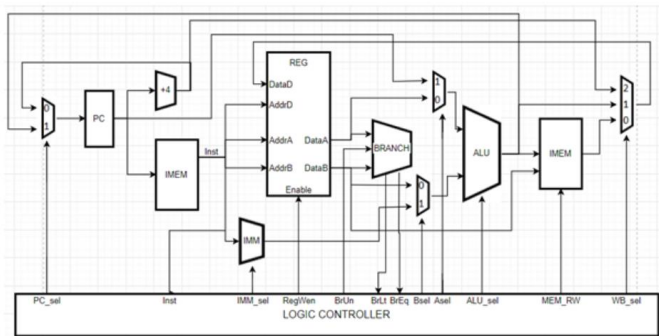 REG
DataD
AddrD
AddrA
AddrB
DataA
DataB
Enable
0
1
PC
+4
IMEM
Inst
IMM
BRANCH
1
0
0
1
ALU
IMEM
2
1
0
PC_sel Inst IMM_sel RegWen BrUn BrLt BrEq Bsel Asel ALU_sel MEM_RW WB_sel
LOGIC CONTROLLER